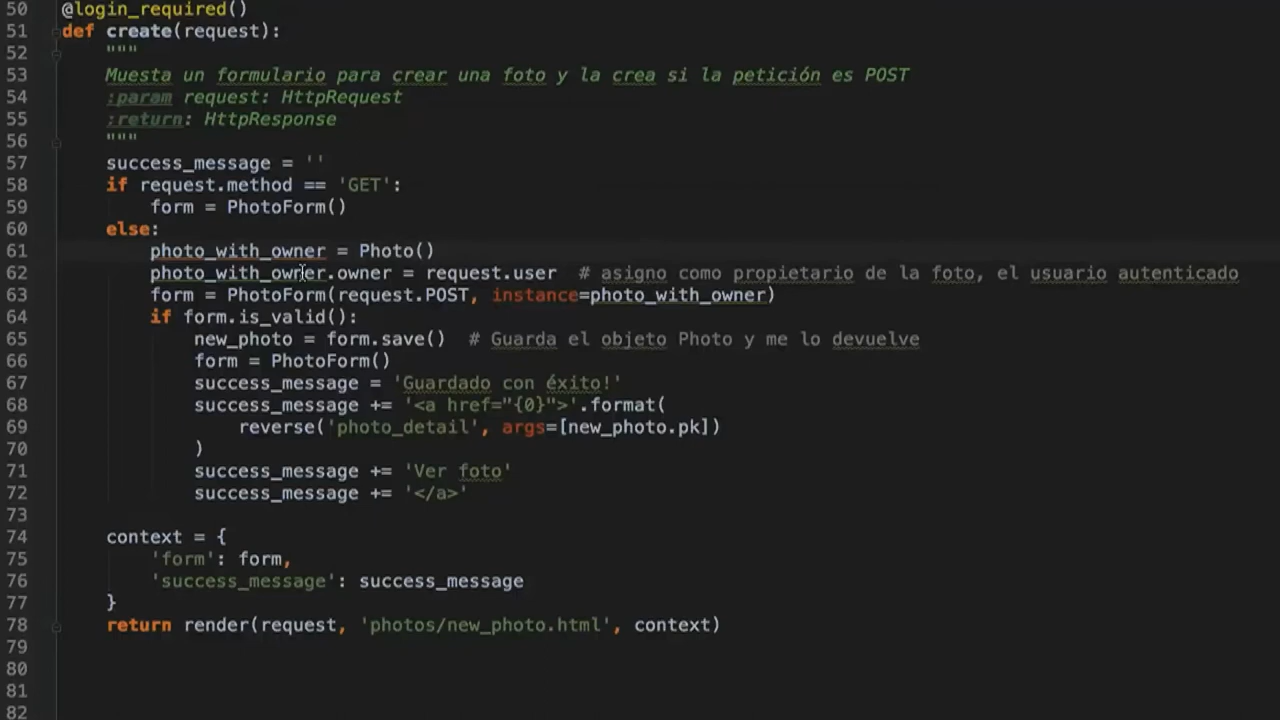 50 @login_required()
51 def create(request):
52     """
53     Muesta un formulario para crear una foto y la crea si la petición es POST
54     :param request: HttpRequest
55     :return: HttpResponse
56     """
57     success_message = ''
58     if request.method == 'GET':
59         form = PhotoForm()
60     else:
61         photo_with_owner = Photo()
62         photo_with_owner.owner = request.user  # asigno como propietario de la foto, el usuario autenticado
63         form = PhotoForm(request.POST, instance=photo_with_owner)
64         if form.is_valid():
65             new_photo = form.save()  # Guarda el objeto Photo y me lo devuelve
66             form = PhotoForm()
67             success_message = 'Guardado con éxito!'
68             success_message += '<a href="{0}">'.format(
69                 reverse('photo_detail', args=[new_photo.pk])
70             )
71             success_message += 'Ver foto'
72             success_message += '</a>'
73
74     context = {
75         'form': form,
76         'success_message': success_message
77     }
78     return render(request, 'photos/new_photo.html', context)
79
80
81
82